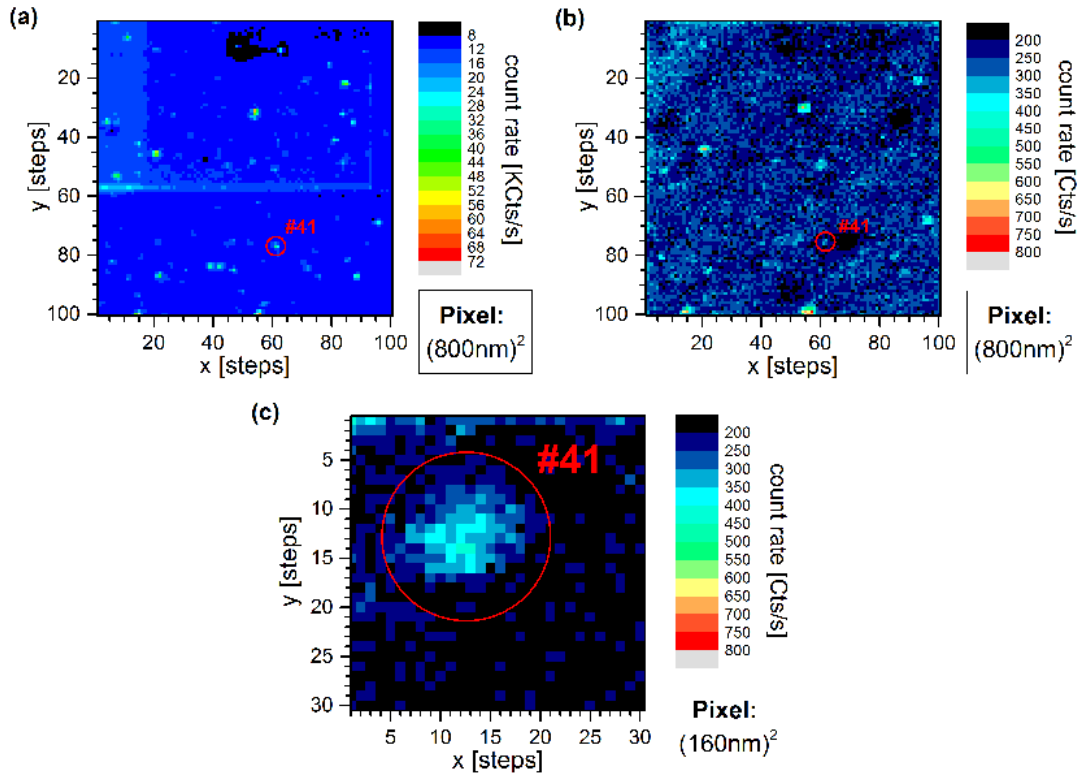 (a)
20
40
60
80
100
y [steps]
20 40 60 80 100
x [steps]
#41
8
12
16
20
24
28
32
36
40
44
48
52
56
60
64
68
72
count rate [KCts/s]
Pixel:
(800nm)²
(b)
20
40
60
80
100
y [steps]
20 40 60 80 100
x [steps]
#41
200
250
300
350
400
450
500
550
600
650
700
750
800
count rate [Cts/s]
Pixel:
(800nm)²
(c)
5
10
15
20
25
30
y [steps]
5 10 15 20 25 30
x [steps]
#41
200
250
300
350
400
450
500
550
600
650
700
750
800
count rate [Cts/s]
Pixel:
(160nm)²